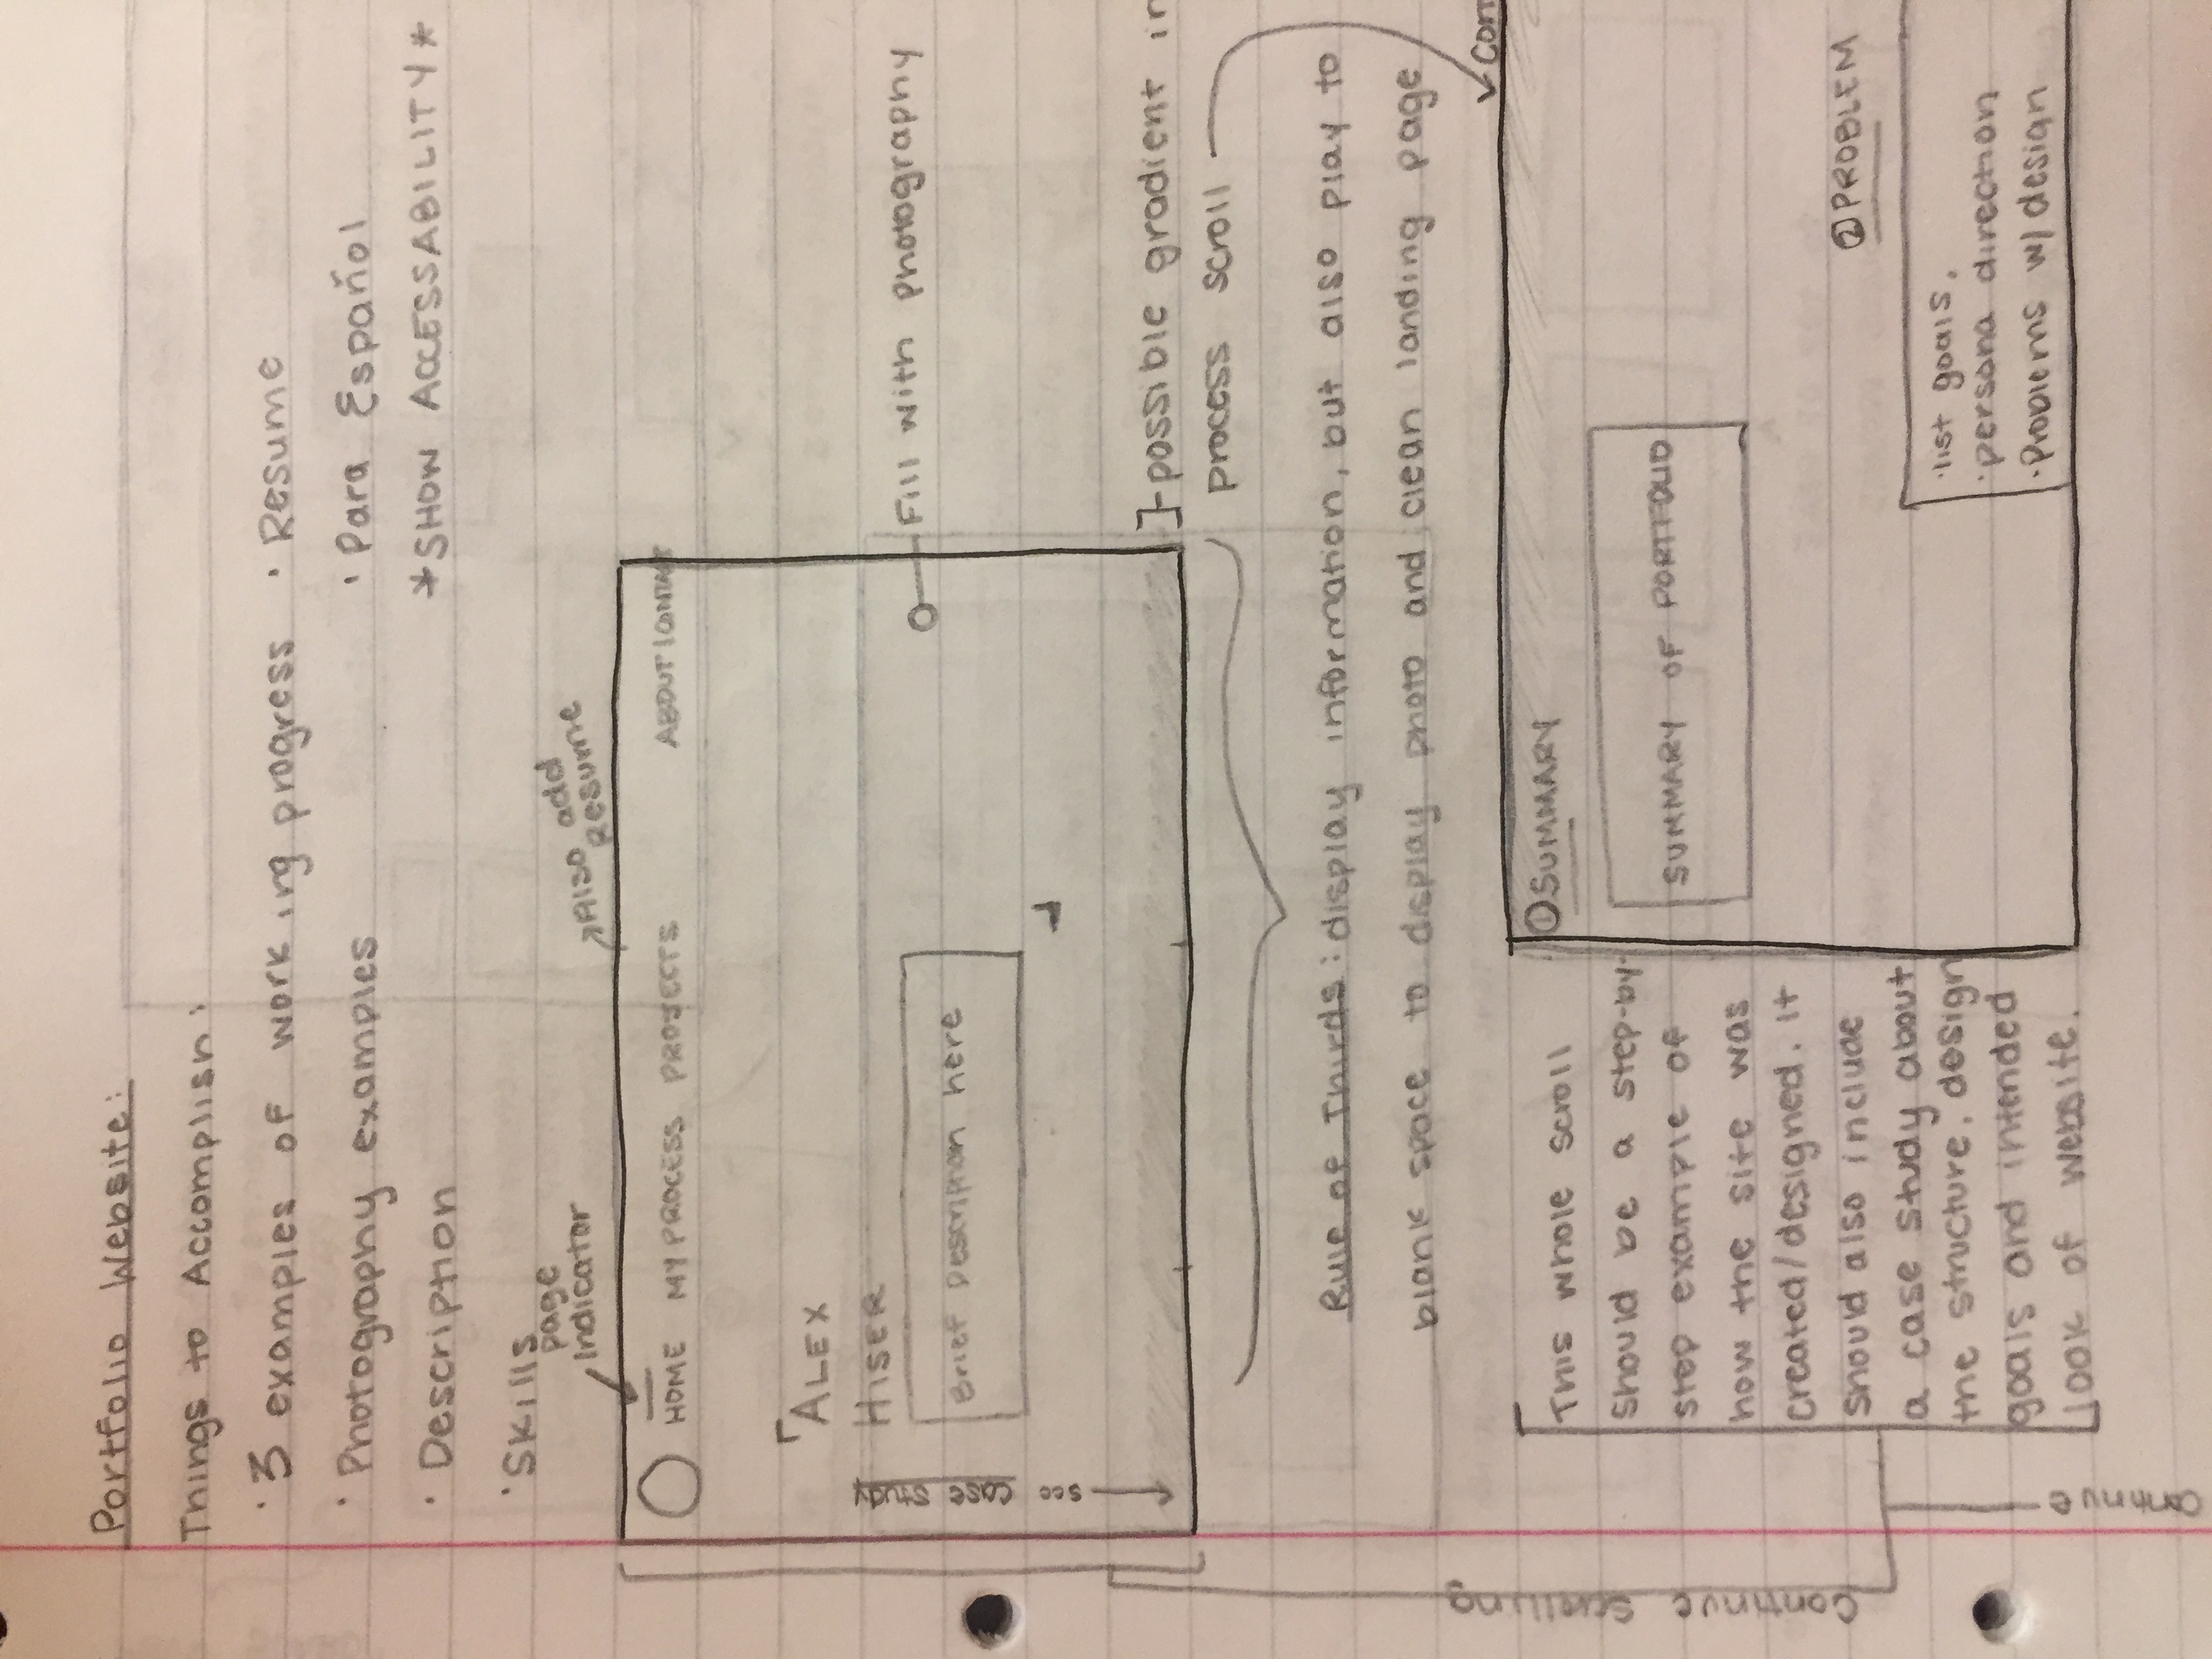 Portfolio Website:
Things to Accomplish:
· 3 examples of working progress
· Photography examples
· Description
· Skills
· Resume
· Para Español
*SHOW ACCESSABILITY*
page
Indicator
Also add
Resume
HOME MY PROCESS PROJECTS ABOUT/CONTACT
ALEX
HISER
Brief Description here
see Case Study
Fill with photography
possible gradient in
process scroll
Rule of Thirds: display information, but also play to
blank space to display photo and clean landing page
Continue
This whole scroll
should be a step-by-
step example of
how the site was
created/designed. It
should also include
a case study about
the structure, design
goals and intended
look of website.
① SUMMARY
SUMMARY OF PORTFOLIO
② PROBLEM
· list goals,
· persona direction
· Problems w/ design